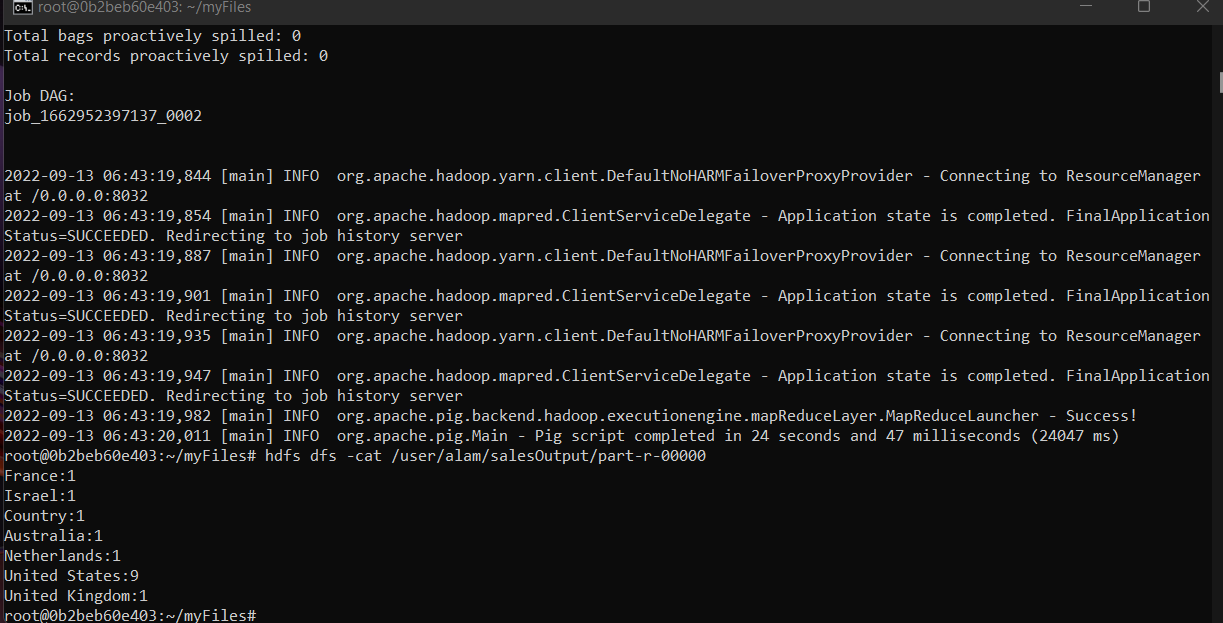 root@0b2beb60e403: ~/myFiles
Total bags proactively spilled: 0
Total records proactively spilled: 0
Job DAG:
job_1662952397137_0002
2022-09-13 06:43:19,844 [main] INFO  org.apache.hadoop.yarn.client.DefaultNoHARMFailoverProxyProvider - Connecting to ResourceManager
at /0.0.0.0:8032
2022-09-13 06:43:19,854 [main] INFO  org.apache.hadoop.mapred.ClientServiceDelegate - Application state is completed. FinalApplication
Status=SUCCEEDED. Redirecting to job history server
2022-09-13 06:43:19,887 [main] INFO  org.apache.hadoop.yarn.client.DefaultNoHARMFailoverProxyProvider - Connecting to ResourceManager
at /0.0.0.0:8032
2022-09-13 06:43:19,901 [main] INFO  org.apache.hadoop.mapred.ClientServiceDelegate - Application state is completed. FinalApplication
Status=SUCCEEDED. Redirecting to job history server
2022-09-13 06:43:19,935 [main] INFO  org.apache.hadoop.yarn.client.DefaultNoHARMFailoverProxyProvider - Connecting to ResourceManager
at /0.0.0.0:8032
2022-09-13 06:43:19,947 [main] INFO  org.apache.hadoop.mapred.ClientServiceDelegate - Application state is completed. FinalApplication
Status=SUCCEEDED. Redirecting to job history server
2022-09-13 06:43:19,982 [main] INFO  org.apache.pig.backend.hadoop.executionengine.mapReduceLayer.MapReduceLauncher - Success!
2022-09-13 06:43:20,011 [main] INFO  org.apache.pig.Main - Pig script completed in 24 seconds and 47 milliseconds (24047 ms)
root@0b2beb60e403:~/myFiles# hdfs dfs -cat /user/alam/salesOutput/part-r-00000
France:1
Israel:1
Country:1
Australia:1
Netherlands:1
United States:9
United Kingdom:1
root@0b2beb60e403:~/myFiles#